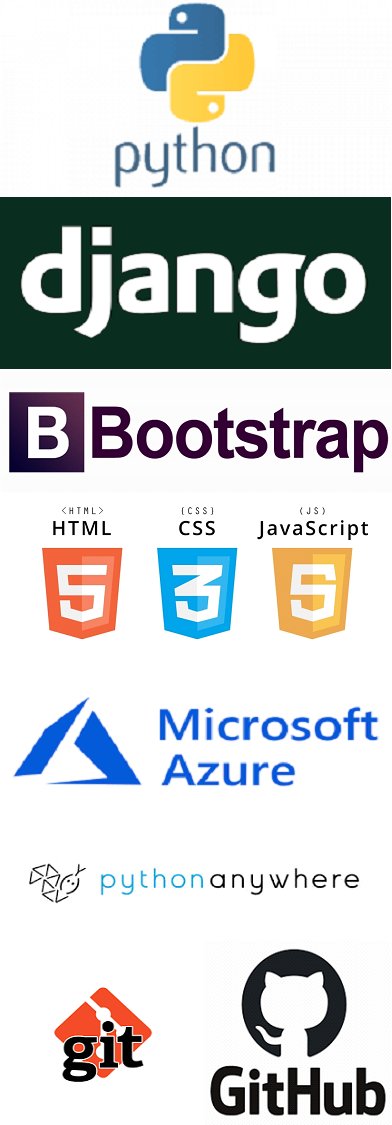 python
django
B Bootstrap
<HTML> {CSS} (JS)
HTML CSS JavaScript
5 3 5
Microsoft
Azure
pythonanywhere
git
GitHub